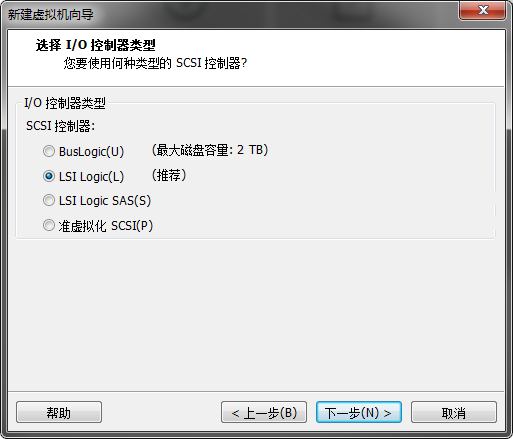 新建虚拟机向导
选择 I/O 控制器类型
您要使用何种类型的 SCSI 控制器?
I/O 控制器类型
SCSI 控制器:
BusLogic(U) (最大磁盘容量: 2 TB)
LSI Logic(L) (推荐)
LSI Logic SAS(S)
准虚拟化 SCSI(P)
帮助 < 上一步(B) 下一步(N) > 取消